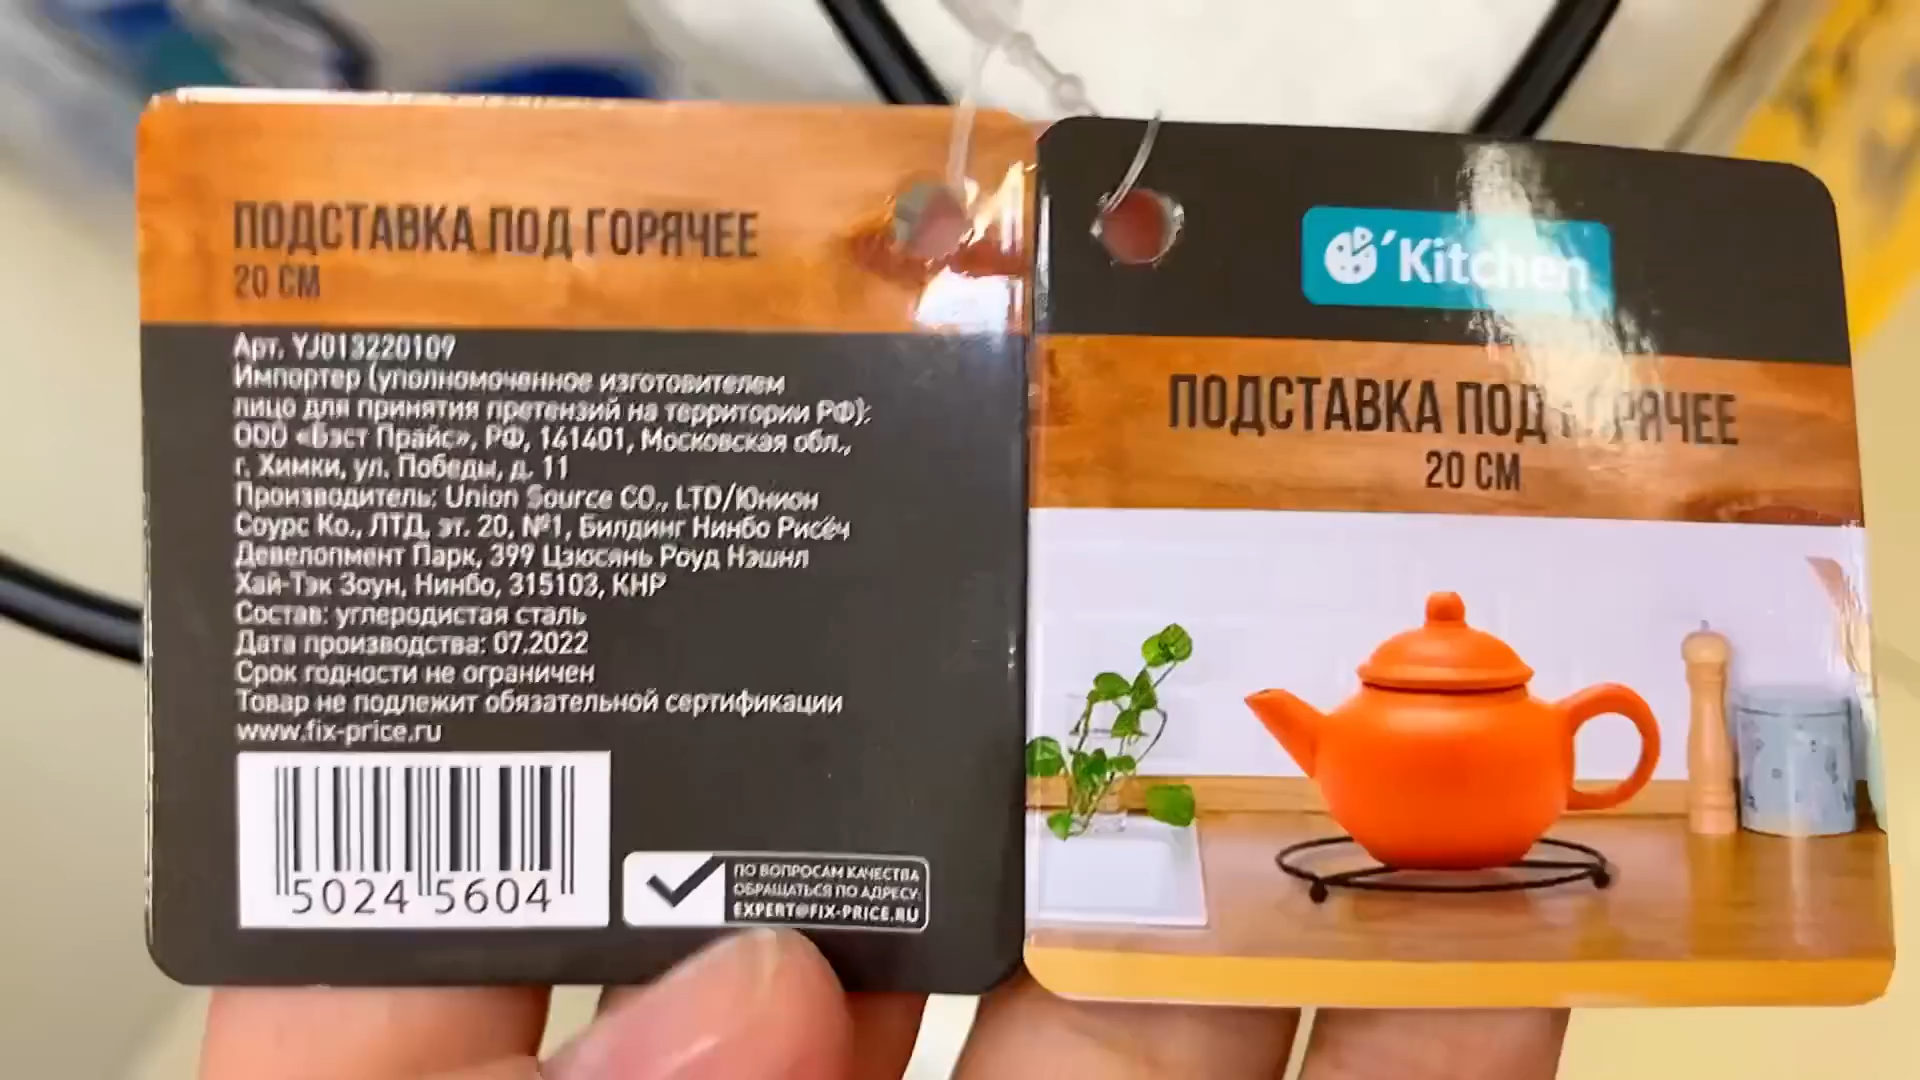 ПОДСТАВКА ПОД ГОРЯЧЕЕ
20 СМ
Арт. YJ013220109
Импортер (уполномоченное изготовителем
лицо для принятия претензий на территории РФ):
ООО «Бэст Прайс», РФ, 141401, Московская обл.,
г. Химки, ул. Победы, д. 11
Производитель: Union Source CO., LTD/Юнион
Соурс Ко., ЛТД, эт. 20, №1, Билдинг Нинбо Рисёч
Девелопмент Парк, 399 Цзюсянь Роуд Нэшнл
Хай-Тэк Зоун, Нинбо, 315103, КНР
Состав: углеродистая сталь
Дата производства: 07.2022
Срок годности не ограничен
Товар не подлежит обязательной сертификации
www.fix-price.ru
5024 5604
ПО ВОПРОСАМ КАЧЕСТВА
ОБРАЩАТЬСЯ ПО АДРЕСУ:
EXPERT@FIX-PRICE.RU
'Kitchen
ПОДСТАВКА ПОД ГОРЯЧЕЕ
20 СМ